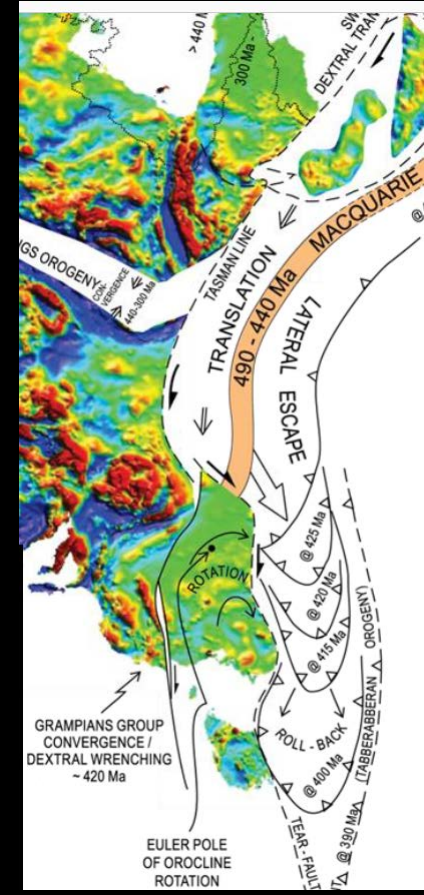 > 440 M
300 Ma -
SW
DEXTRAL TRAN
NGS OROGENY-
CON-
VERGENCE
440-300 Ma
TASMAN LINE
TRANSLATION
490 - 440 Ma MACQUARIE
LATERAL ESCAPE
@ 425 Ma
@ 420 Ma
@ 415 Ma
ROTATION
ROLL - BACK
@ 400 Ma
TEAR - FAULT
@ 390 Ma (TABBERABBERAN OROGENY)
GRAMPIANS GROUP
CONVERGENCE /
DEXTRAL WRENCHING
~ 420 Ma
EULER POLE
OF OROCLINE
ROTATION